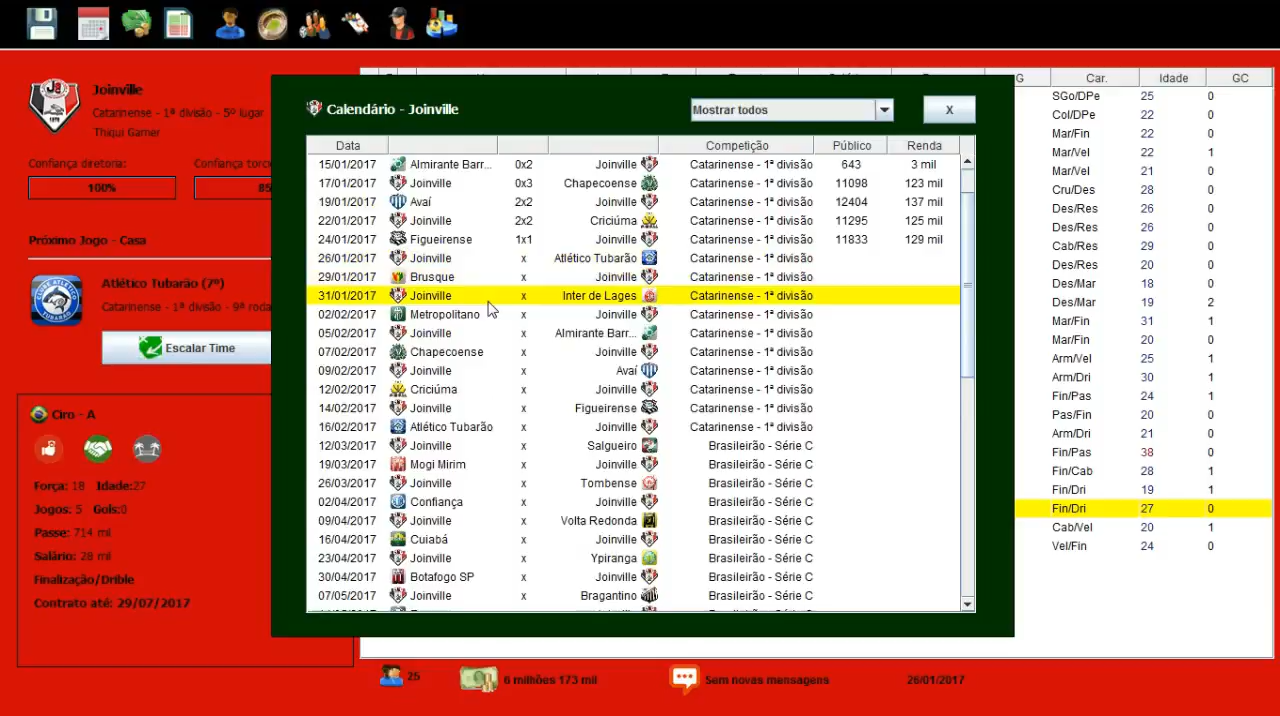 Joinville
Catarinense - 1ª divisão - 5º lugar
Thiqui Gamer
Confiança diretoria:
100%
Próximo Jogo - Casa
Atlético Tubarão (7º)
Catarinense - 1ª divisão - 9ª roda
Escalar Time
Ciro - A
Força: 18 Idade:27
Jogos: 5 Gols:0
Passe: 714 mil
Salário: 28 mil
Finalização/Drible
Contrato até: 29/07/2017
Calendário - Joinville
Mostrar todos
X
Data Competição Público Renda
15/01/2017 Almirante Barr... 0x2 Joinville Catarinense - 1ª divisão 643 3 mil
17/01/2017 Joinville 0x3 Chapecoense Catarinense - 1ª divisão 11098 123 mil
19/01/2017 Avaí 2x2 Joinville Catarinense - 1ª divisão 12404 137 mil
22/01/2017 Joinville 2x2 Criciúma Catarinense - 1ª divisão 11295 125 mil
24/01/2017 Figueirense 1x1 Joinville Catarinense - 1ª divisão 11833 129 mil
26/01/2017 Joinville x Atlético Tubarão Catarinense - 1ª divisão
29/01/2017 Brusque x Joinville Catarinense - 1ª divisão
31/01/2017 Joinville x Inter de Lages Catarinense - 1ª divisão
02/02/2017 Metropolitano x Joinville Catarinense - 1ª divisão
05/02/2017 Joinville x Almirante Barr... Catarinense - 1ª divisão
07/02/2017 Chapecoense x Joinville Catarinense - 1ª divisão
09/02/2017 Joinville x Avaí Catarinense - 1ª divisão
12/02/2017 Criciúma x Joinville Catarinense - 1ª divisão
14/02/2017 Joinville x Figueirense Catarinense - 1ª divisão
16/02/2017 Atlético Tubarão x Joinville Catarinense - 1ª divisão
12/03/2017 Joinville x Salgueiro Brasileirão - Série C
19/03/2017 Mogi Mirim x Joinville Brasileirão - Série C
26/03/2017 Joinville x Tombense Brasileirão - Série C
02/04/2017 Confiança x Joinville Brasileirão - Série C
09/04/2017 Joinville x Volta Redonda Brasileirão - Série C
16/04/2017 Cuiabá x Joinville Brasileirão - Série C
23/04/2017 Joinville x Ypiranga Brasileirão - Série C
30/04/2017 Botafogo SP x Joinville Brasileirão - Série C
07/05/2017 Joinville x Bragantino Brasileirão - Série C
G Car. Idade GC
SGo/DPe 25 0
Col/DPe 22 0
Mar/Fin 22 0
Mar/Vel 22 1
Mar/Vel 21 0
Cru/Des 28 0
Des/Res 26 0
Des/Res 26 0
Cab/Res 29 0
Des/Res 20 0
Des/Mar 18 0
Des/Mar 19 2
Mar/Fin 31 1
Mar/Fin 20 0
Arm/Vel 25 1
Arm/Dri 30 1
Fin/Pas 24 1
Pas/Fin 20 0
Arm/Dri 21 0
Fin/Pas 38 0
Fin/Cab 28 1
Fin/Dri 19 1
Fin/Dri 27 0
Cab/Vel 20 1
Vel/Fin 24 0
25 6 milhões 173 mil Sem novas mensagens 26/01/2017